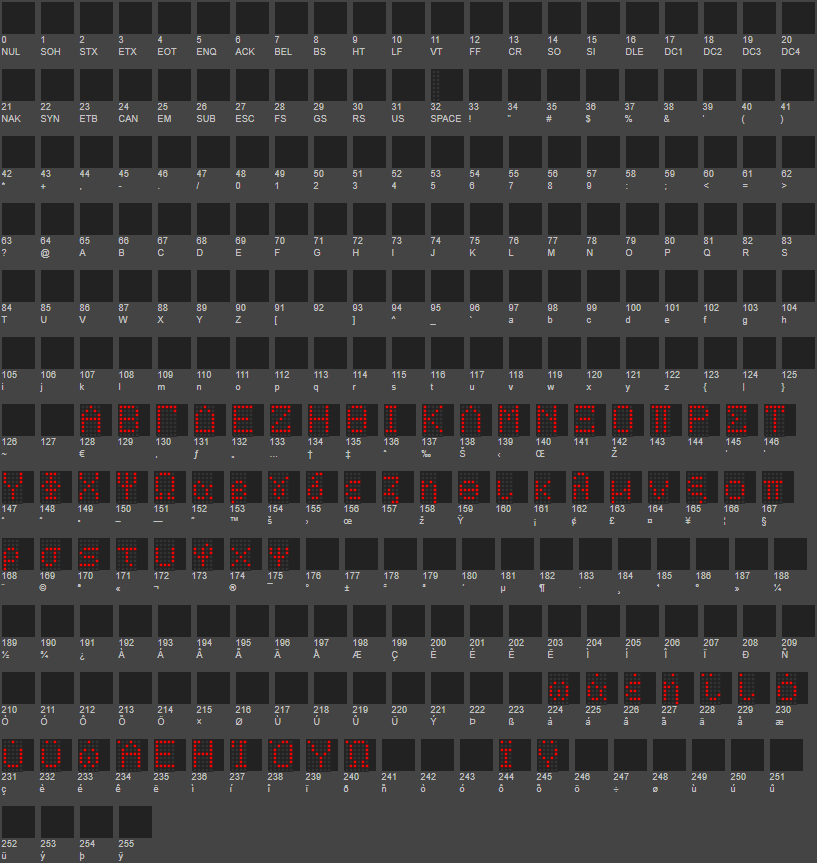 0 1 2 3 4 5 6 7 8 9 10 11 12 13 14 15 16 17 18 19 20
NUL SOH STX ETX EOT ENQ ACK BEL BS HT LF VT FF CR SO SI DLE DC1 DC2 DC3 DC4
21 22 23 24 25 26 27 28 29 30 31 32 33 34 35 36 37 38 39 40 41
NAK SYN ETB CAN EM SUB ESC FS GS RS US SPACE ! " # $ % & ' ( )
42 43 44 45 46 47 48 49 50 51 52 53 54 55 56 57 58 59 60 61 62
* + , - . / 0 1 2 3 4 5 6 7 8 9 : ; < = >
63 64 65 66 67 68 69 70 71 72 73 74 75 76 77 78 79 80 81 82 83
? @ A B C D E F G H I J K L M N O P Q R S
84 85 86 87 88 89 90 91 92 93 94 95 96 97 98 99 100 101 102 103 104
T U V W X Y Z [ ] ^ _ ` a b c d e f g h
105 106 107 108 109 110 111 112 113 114 115 116 117 118 119 120 121 122 123 124 125
i j k l m n o p q r s t u v w x y z { | }
Α Β Γ Δ Ε Ζ Η Θ Ι Κ Λ Μ Ν Ξ Ο Π Ρ Σ Τ
126 127 128 129 130 131 132 133 134 135 136 137 138 139 140 141 142 143 144 145 146
~ € ‚ ƒ „ … † ‡ ˆ ‰ Š ‹ Œ Ž ‘ ’
Υ Φ Χ Ψ Ω α β γ δ ε ζ η θ ι κ λ μ ν ξ ο π
147 148 149 150 151 152 153 154 155 156 157 158 159 160 161 162 163 164 165 166 167
“ ” • – — ˜ ™ š › œ ž Ÿ ¡ ¢ £ ¤ ¥ ¦ §
ρ σ ς τ υ φ χ ψ
168 169 170 171 172 173 174 175 176 177 178 179 180 181 182 183 184 185 186 187 188
¨ © ª « ¬ ® ¯ ° ± ² ³ ´ µ ¶ · ¸ ¹ º » ¼
189 190 191 192 193 194 195 196 197 198 199 200 201 202 203 204 205 206 207 208 209
½ ¾ ¿ À Á Â Ã Ä Å Æ Ç È É Ê Ë Ì Í Î Ï Ð Ñ
210 211 212 213 214 215 216 217 218 219 220 221 222 223 224 225 226 227 228 229 230
Ò Ó Ô Õ Ö × Ø Ù Ú Û Ü Ý Þ ß à á â ã ä å æ
231 232 233 234 235 236 237 238 239 240 241 242 243 244 245 246 247 248 249 250 251
ç è é ê ë ì í î ï ð ñ ò ó ô õ ö ÷ ø ù ú û
252 253 254 255
ü ý þ ÿ